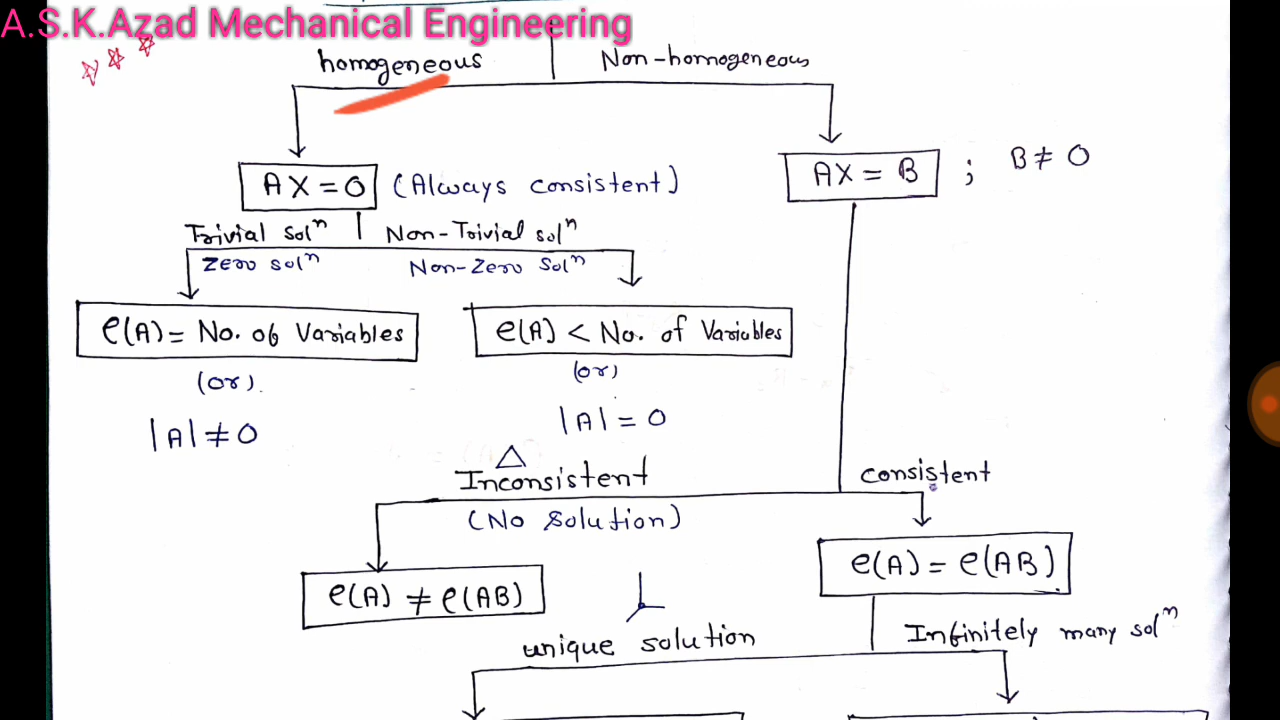 A.S.K.Azad Mechanical Engineering
homogeneous
Non-homogeneous
AX = 0 (Always consistent)
AX = B ; B ≠ 0
Trivial solⁿ
Non-Trivial solⁿ
Zero solⁿ
Non-Zero Solⁿ
ρ(A) = No. of Variables
ρ(A) < No. of Variables
(or).
(or)
|A| ≠ 0
|A| = 0
Inconsistent
consistent
(No Solution)
ρ(A) = ρ(AB)
ρ(A) ≠ ρ(AB)
unique solution
Infinitely many solⁿ